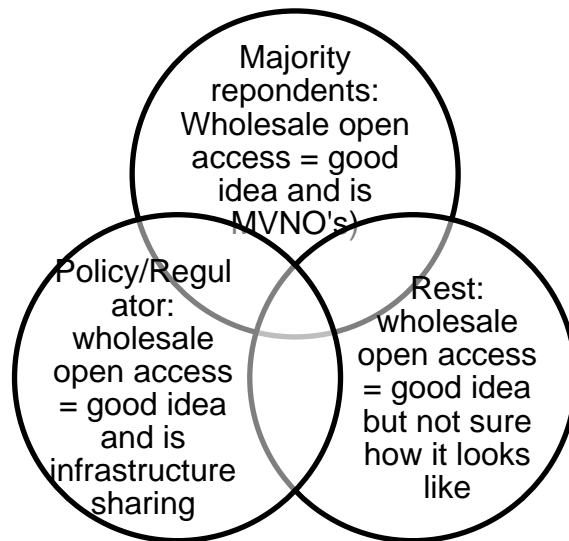 Majority
repondents:
Wholesale open
access = good
idea and is
MVNO's)
Policy/Regul
ator:
wholesale
open access
= good idea
and is
infrastructure
sharing
Rest:
wholesale
open access
= good idea
but not sure
how it looks
like